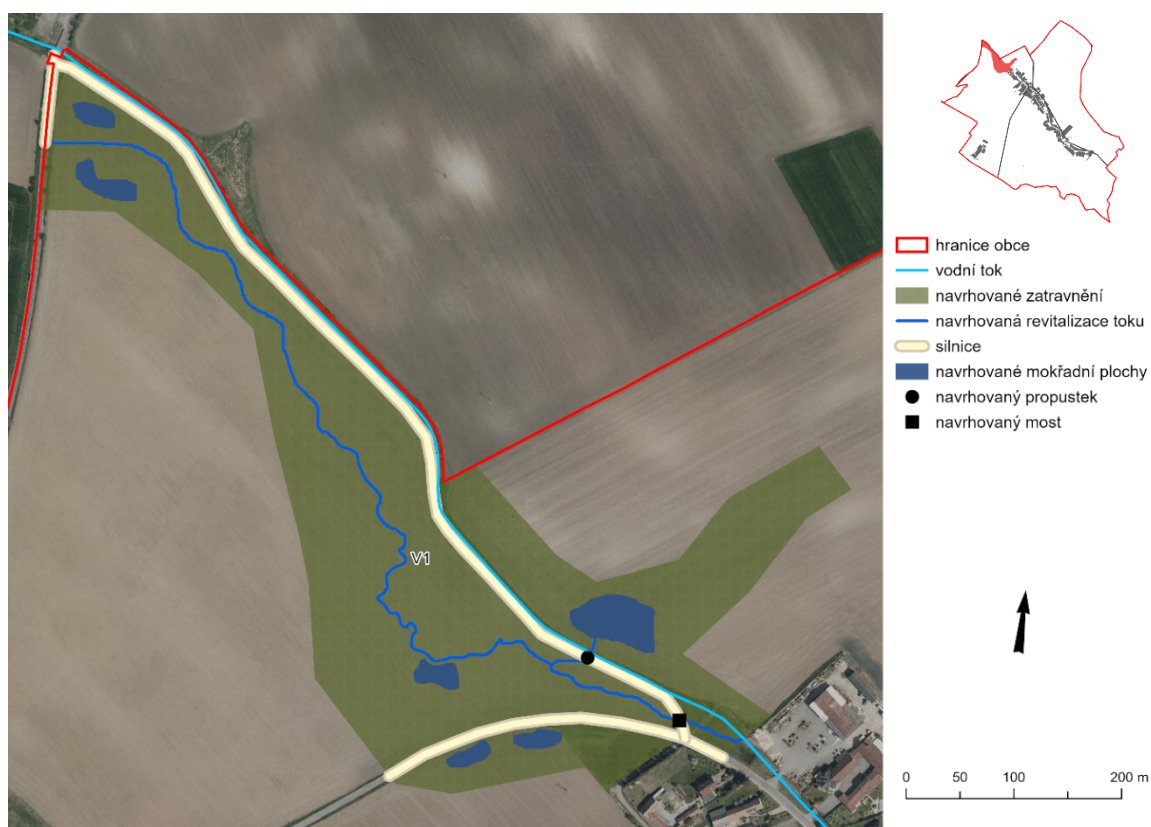 V1
hranice obce
vodní tok
navrhované zatravnění
navrhovaná revitalizace toku
silnice
navrhované mokřadní plochy
navrhovaný propustek
navrhovaný most
0 50 100 200 m